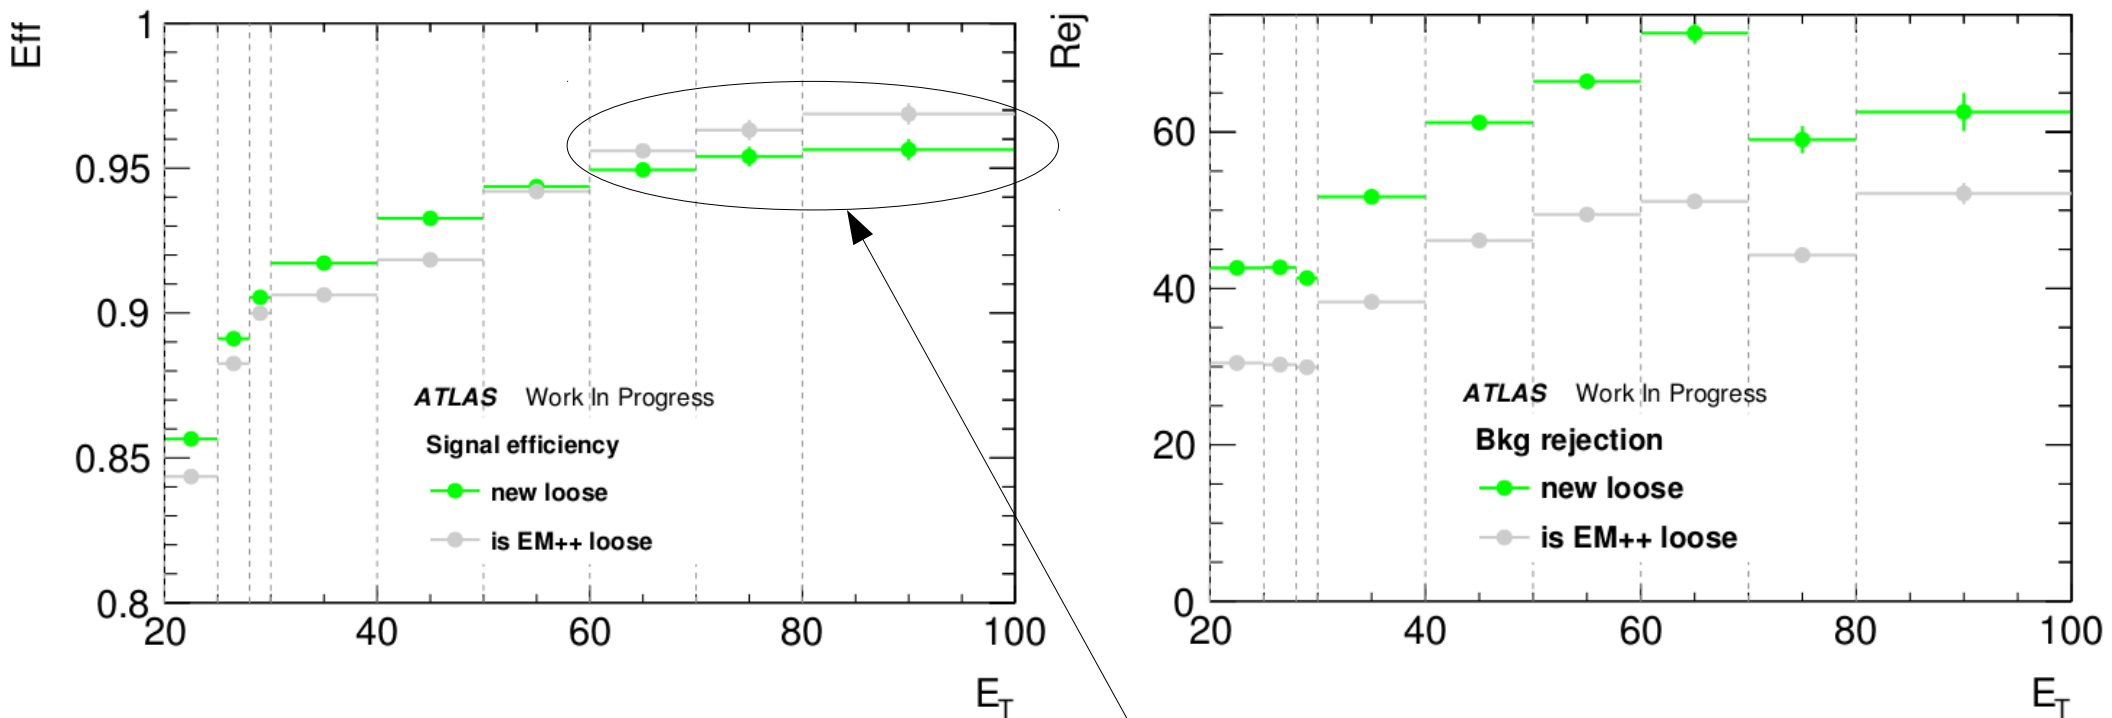 Eff
1
0.95
0.9
0.85
0.8
20 40 60 80 100
E_T
ATLAS Work In Progress
Signal efficiency
new loose
is EM++ loose
Rej
60
40
20
0
20 40 60 80 100
E_T
ATLAS Work In Progress
Bkg rejection
new loose
is EM++ loose